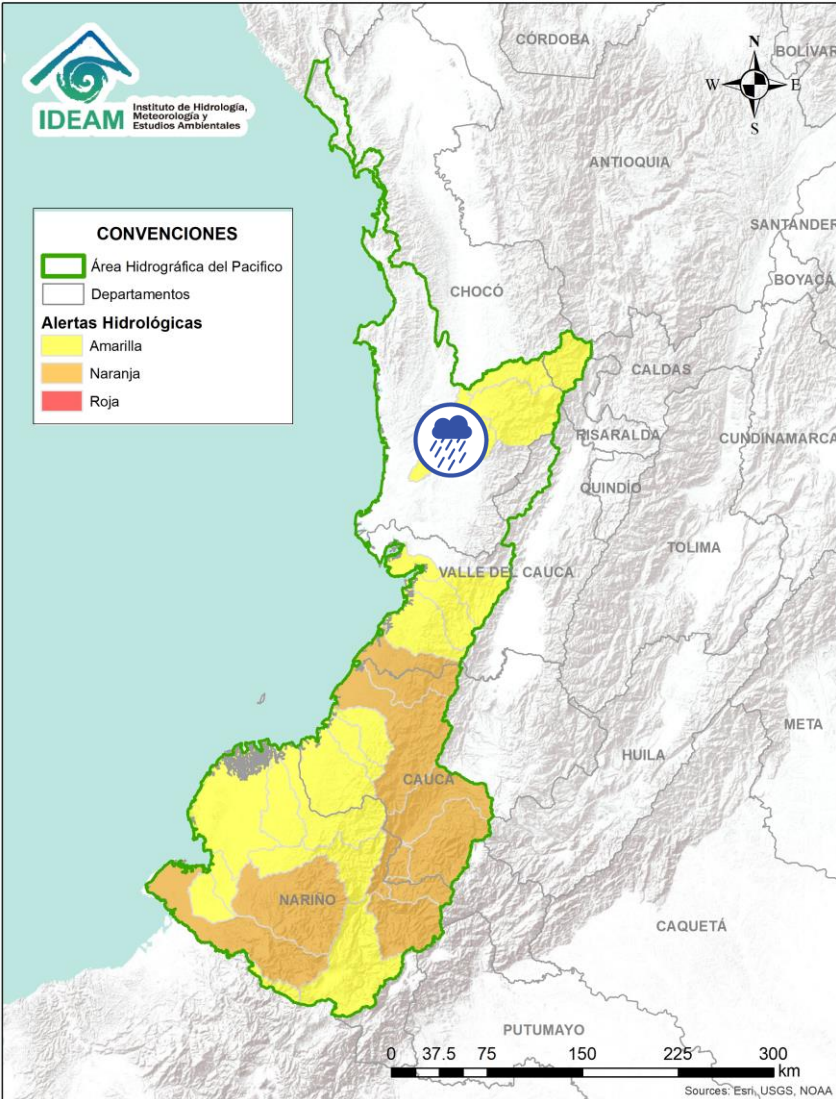 IDEAM
Instituto de Hidrología,
Meteorología y
Estudios Ambientales
CÓRDOBA
BOLÍVAR
N
W
E
S
ANTIOQUIA
SANTANDER
BOYACÁ
CONVENCIONES
Área Hidrográfica del Pacifico
Departamentos
Alertas Hidrológicas
Amarilla
Naranja
Roja
CHOCÓ
CALDAS
RISARALDA
CUNDINAMARCA
QUINDÍO
TOLIMA
VALLE DEL CAUCA
META
HUILA
CAUCA
NARIÑO
CAQUETÁ
PUTUMAYO
0 37.5 75 150 225 300
km
Sources: Esri, USGS, NOAA